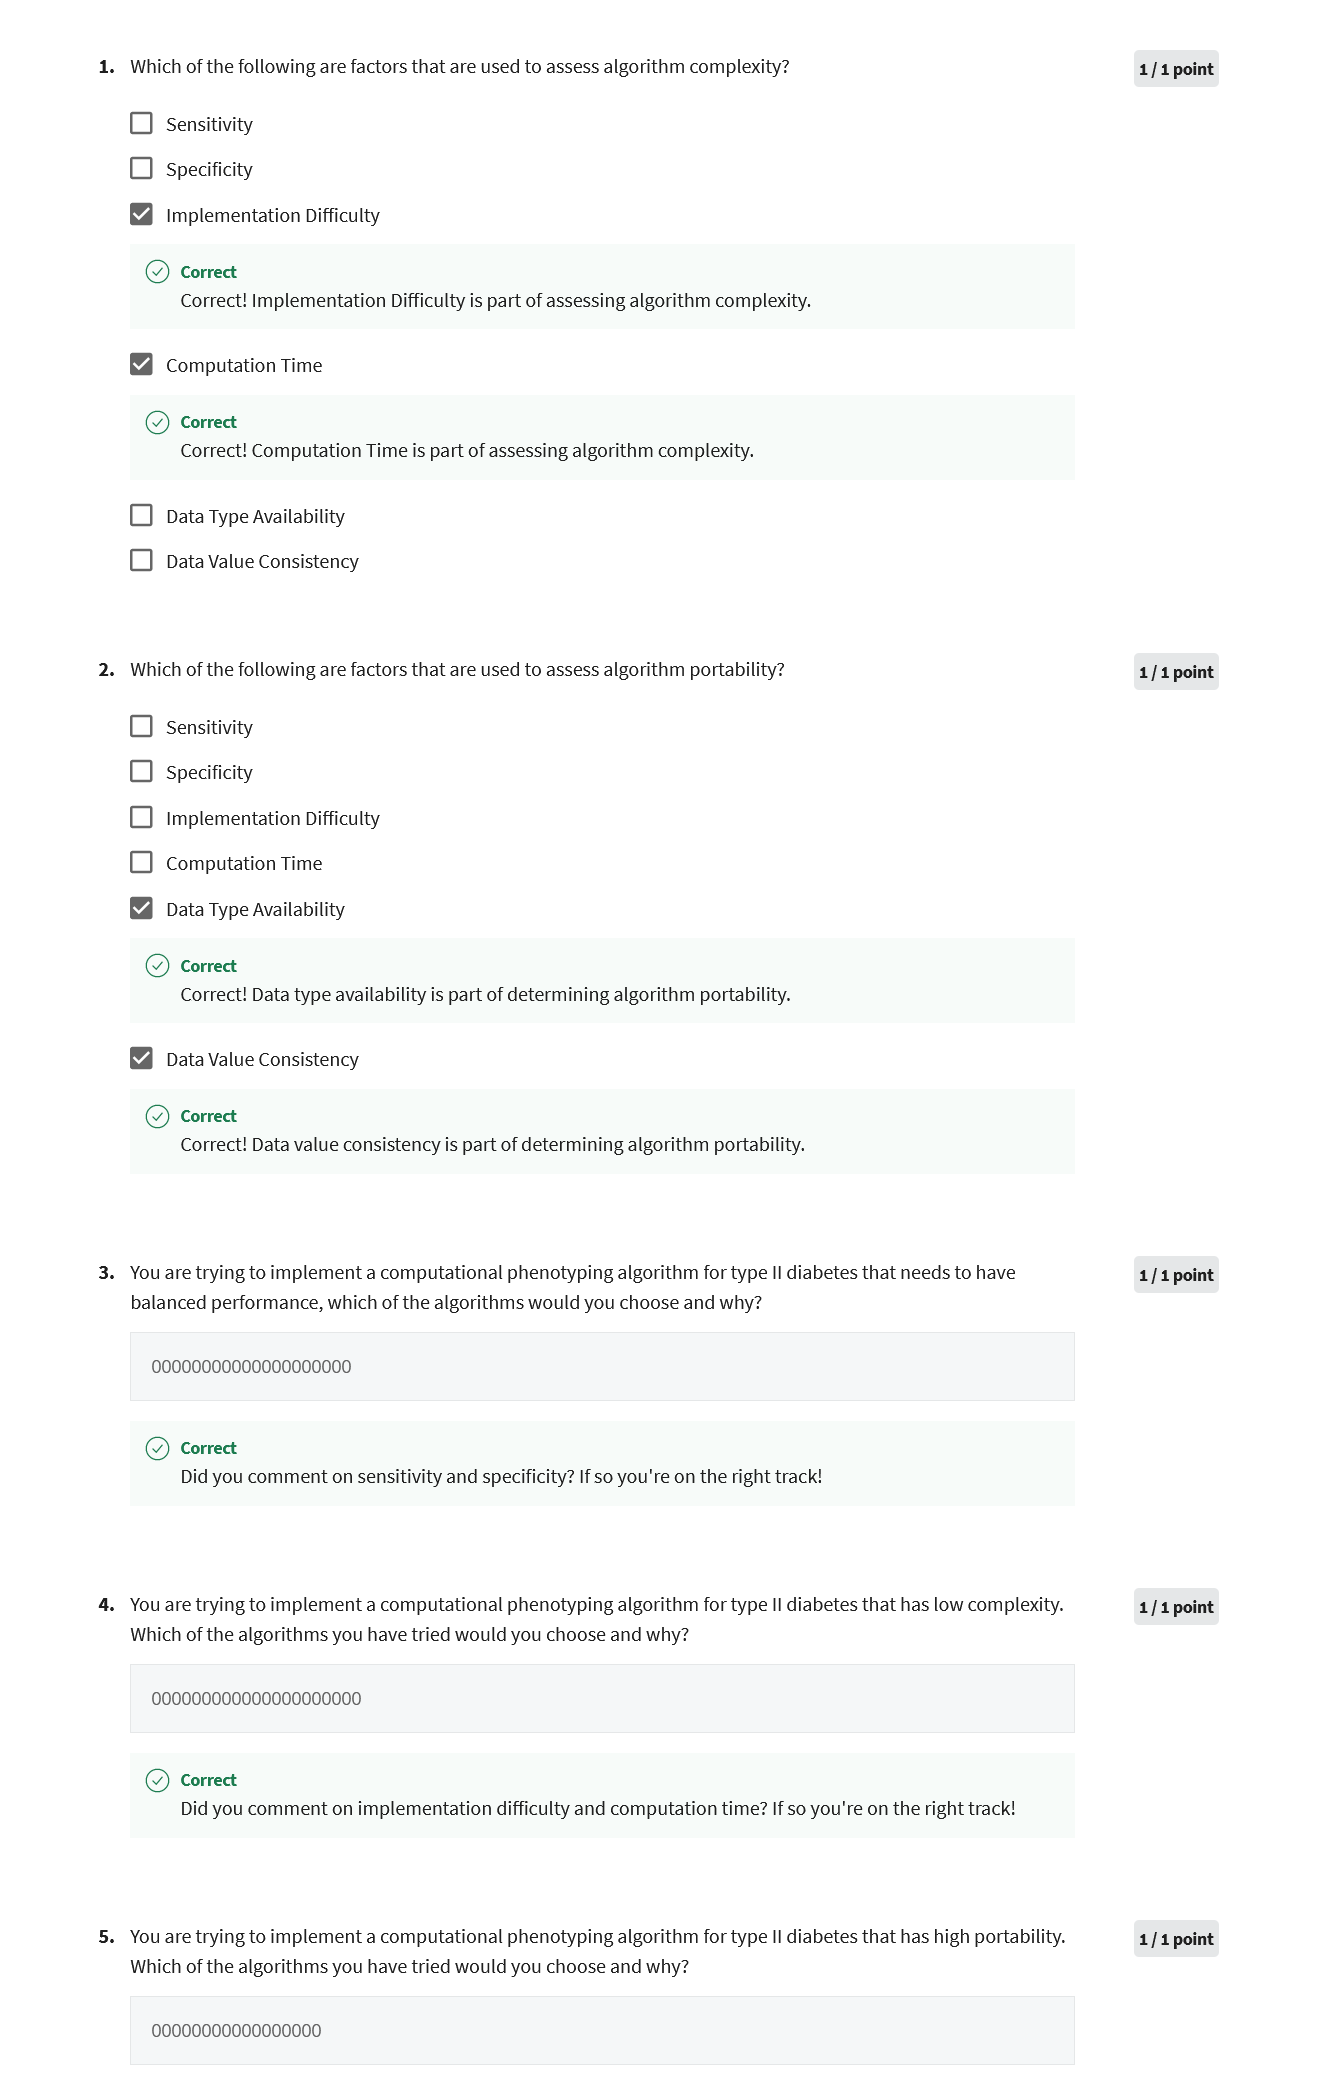 1. Which of the following are factors that are used to assess algorithm complexity?
1 / 1 point
Sensitivity
Specificity
Implementation Difficulty
Correct
Correct! Implementation Difficulty is part of assessing algorithm complexity.
Computation Time
Correct
Correct! Computation Time is part of assessing algorithm complexity.
Data Type Availability
Data Value Consistency
2. Which of the following are factors that are used to assess algorithm portability?
1 / 1 point
Sensitivity
Specificity
Implementation Difficulty
Computation Time
Data Type Availability
Correct
Correct! Data type availability is part of determining algorithm portability.
Data Value Consistency
Correct
Correct! Data value consistency is part of determining algorithm portability.
3. You are trying to implement a computational phenotyping algorithm for type II diabetes that needs to have
balanced performance, which of the algorithms would you choose and why?
1 / 1 point
00000000000000000000
Correct
Did you comment on sensitivity and specificity? If so you're on the right track!
4. You are trying to implement a computational phenotyping algorithm for type II diabetes that has low complexity.
Which of the algorithms you have tried would you choose and why?
1 / 1 point
000000000000000000000
Correct
Did you comment on implementation difficulty and computation time? If so you're on the right track!
5. You are trying to implement a computational phenotyping algorithm for type II diabetes that has high portability.
Which of the algorithms you have tried would you choose and why?
1 / 1 point
00000000000000000